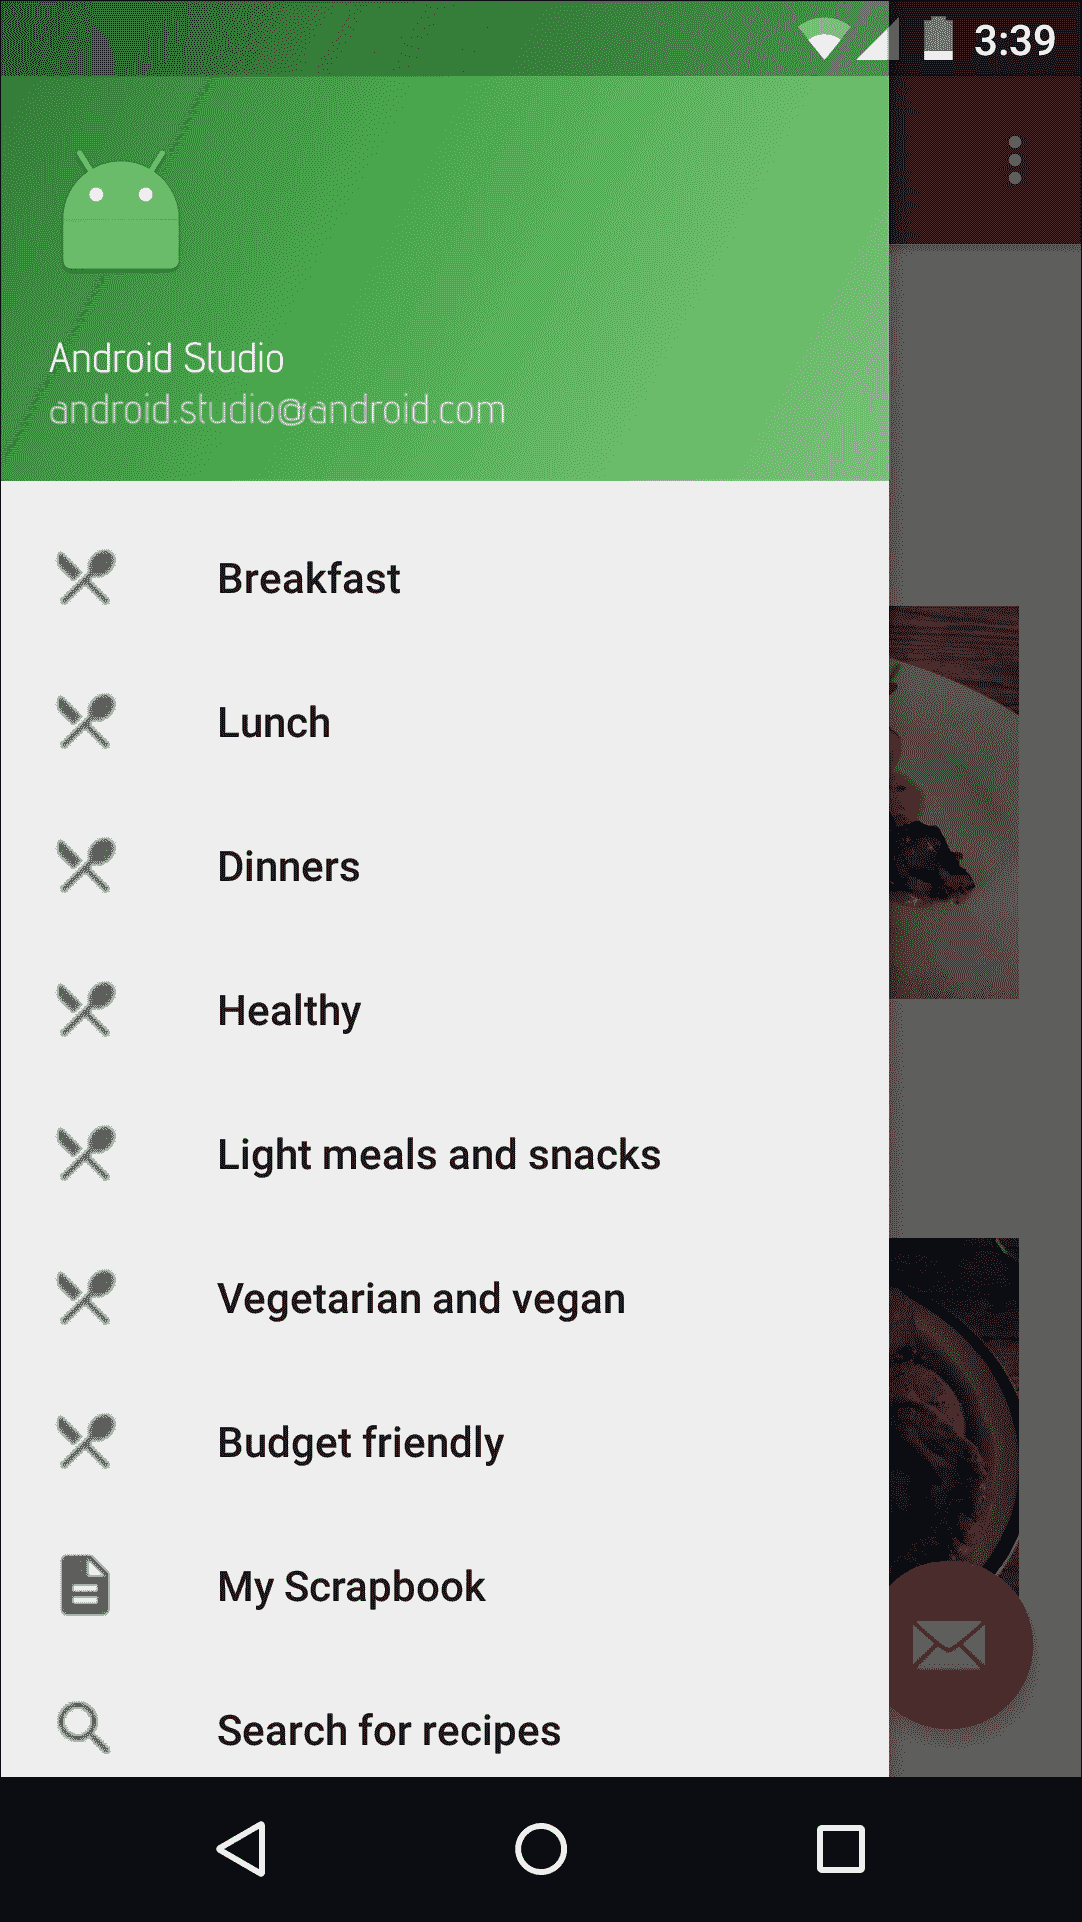 3:39
Android Studio
android.studio@android.com
Breakfast
Lunch
Dinners
Healthy
Light meals and snacks
Vegetarian and vegan
Budget friendly
My Scrapbook
Search for recipes